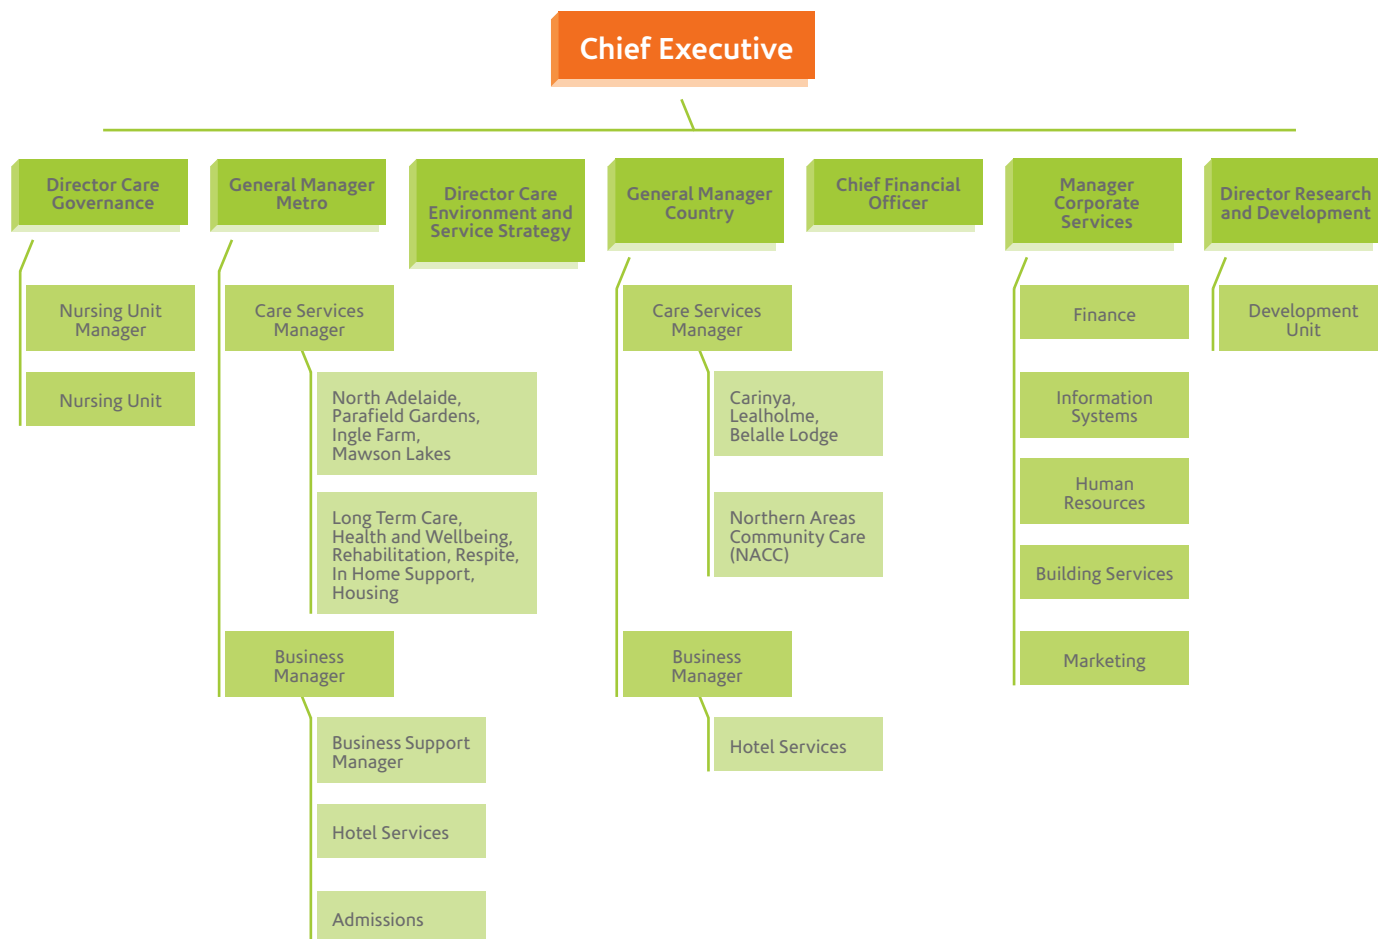 Chief Executive
Director Care
Governance
General Manager
Metro
Director Care
Environment and
Service Strategy
General Manager
Country
Chief Financial
Officer
Manager
Corporate
Services
Director Research
and Development
Nursing Unit
Manager
Nursing Unit
Care Services
Manager
North Adelaide,
Parafield Gardens,
Ingle Farm,
Mawson Lakes
Long Term Care,
Health and Wellbeing,
Rehabilitation, Respite,
In Home Support,
Housing
Business
Manager
Business Support
Manager
Hotel Services
Admissions
Care Services
Manager
Carinya,
Lealholme,
Belalle Lodge
Northern Areas
Community Care
(NACC)
Business
Manager
Hotel Services
Finance
Information
Systems
Human
Resources
Building Services
Marketing
Development
Unit